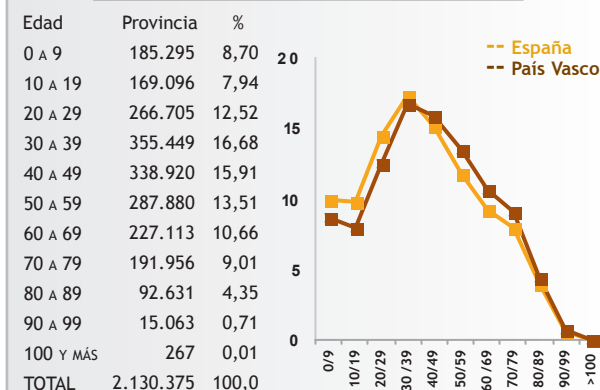 Edad Provincia %
0 A 9 185.295 8,70
10 A 19 169.096 7,94
20 A 29 266.705 12,52
30 A 39 355.449 16,68
40 A 49 338.920 15,91
50 A 59 287.880 13,51
60 A 69 227.113 10,66
70 A 79 191.956 9,01
80 A 89 92.631 4,35
90 A 99 15.063 0,71
100 Y MÁS 267 0,01
TOTAL 2.130.375 100,0
España
País Vasco
20
15
10
5
0
0/9
10/19
20/29
30 /39
40/49
50/59
60 /69
70/79
80/89
90/99
>100